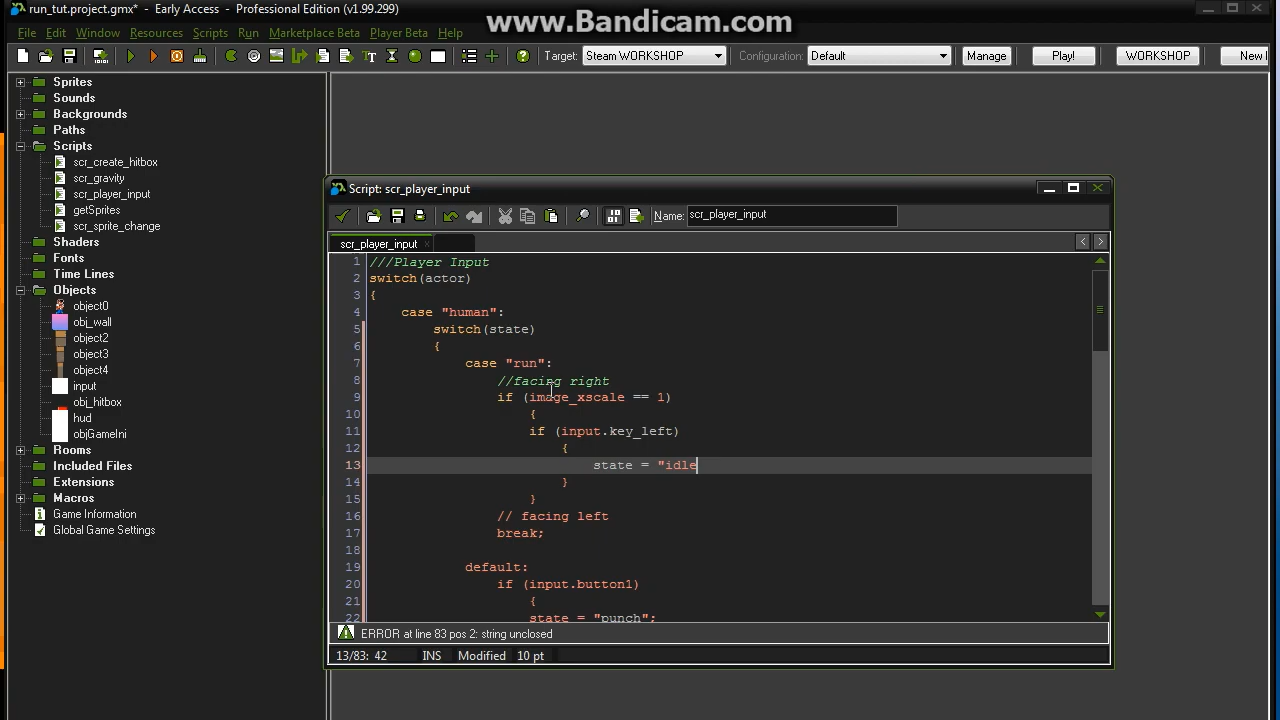 run_tut.project.gmx* - Early Access - Professional Edition (v1.99.299)
www.Bandicam.com
File Edit Window Resources Scripts Run Marketplace Beta Player Beta Help
Target: Steam WORKSHOP Configuration: Default Manage Play! WORKSHOP
Sprites
Sounds
Backgrounds
Paths
Scripts
scr_create_hitbox
scr_gravity
scr_player_input
getSprites
scr_sprite_change
Shaders
Fonts
Time Lines
Objects
object0
obj_wall
object2
object3
object4
input
obj_hitbox
hud
objGameIni
Rooms
Included Files
Extensions
Macros
Game Information
Global Game Settings
Script: scr_player_input
Name: scr_player_input
scr_player_input
1 ///Player Input
2 switch(actor)
3 {
4 case "human":
5 switch(state)
6 {
7 case "run":
8 //facing right
9 if (image_xscale == 1)
10 {
11 if (input.key_left)
12 {
13 state = "idle
14 }
15 }
16 // facing left
17 break;
18
19 default:
20 if (input.button1)
21 {
22 state = "punch";
ERROR at line 83 pos 2: string unclosed
13/83: 42 INS Modified 10 pt